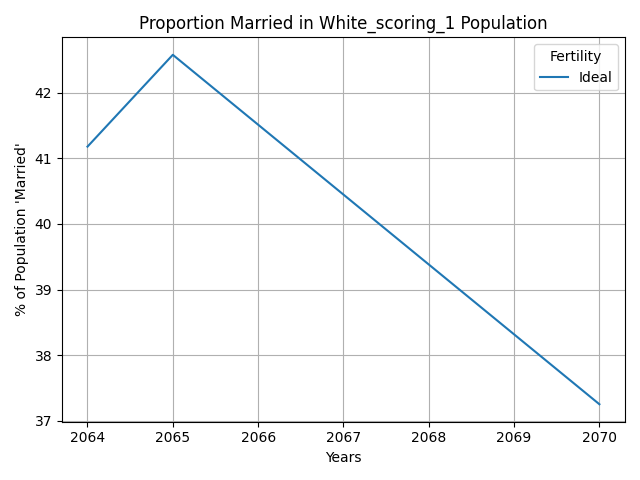 Proportion Married in White_scoring_1 Population
Fertility
Ideal
% of Population 'Married'
42
41
40
39
38
37
2064 2065 2066 2067 2068 2069 2070
Years